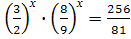 (3/2)^x · (8/9)^x = 256/81